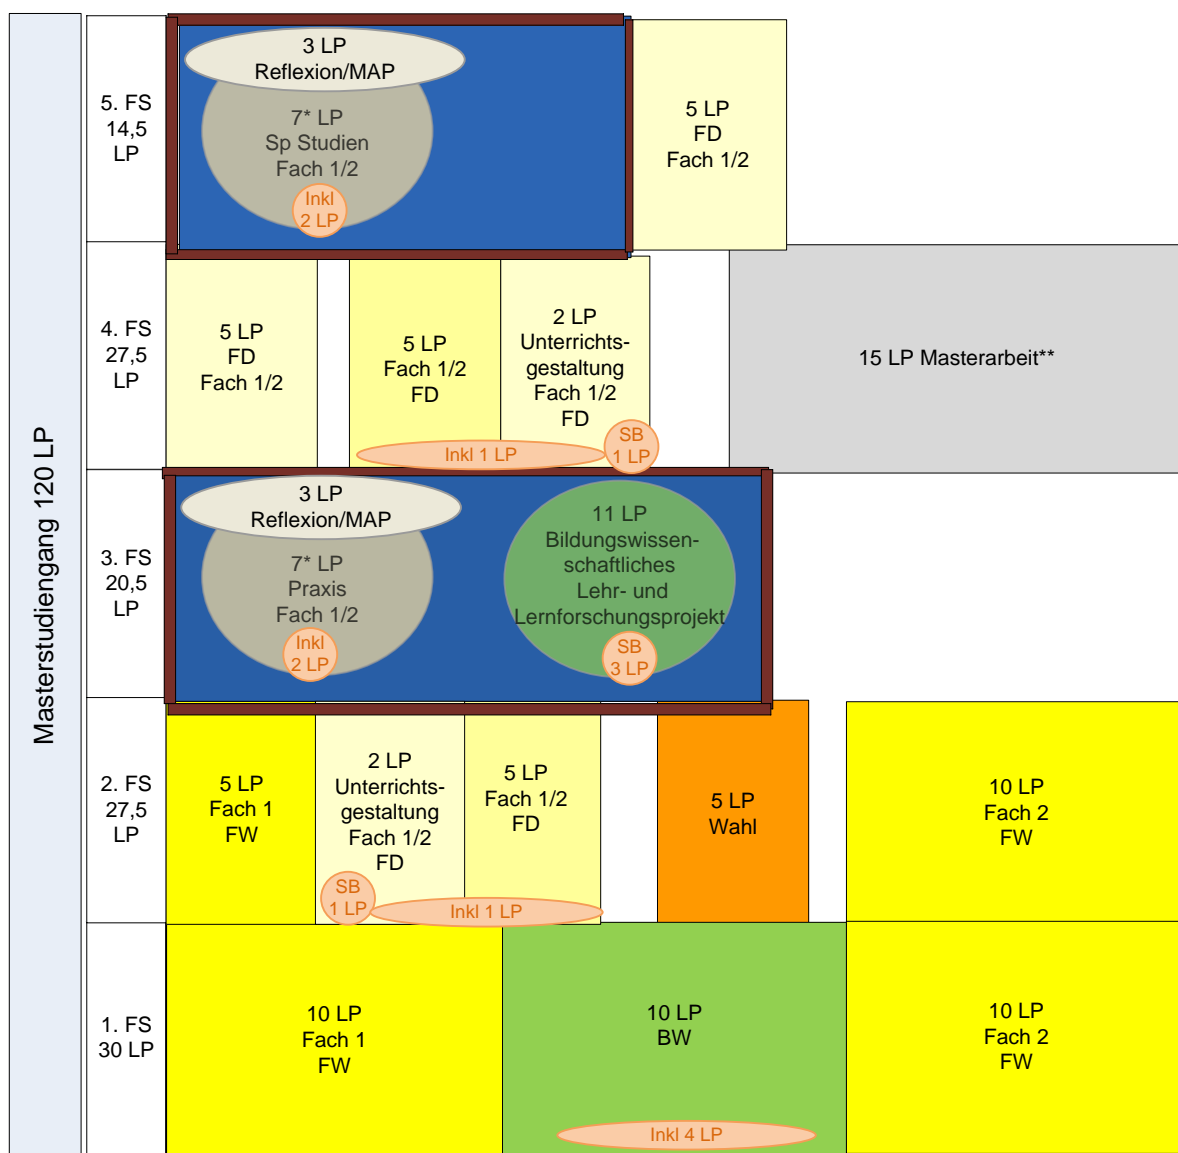 Masterstudiengang 120 LP
5. FS
14,5
LP
3 LP
Reflexion/MAP
7* LP
Sp Studien
Fach 1/2
Inkl
2 LP
5 LP
FD
Fach 1/2
4. FS
27,5
LP
5 LP
FD
Fach 1/2
5 LP
Fach 1/2
FD
2 LP
Unterrichts-
gestaltung
Fach 1/2
FD
Inkl 1 LP
SB
1 LP
15 LP Masterarbeit**
3. FS
20,5
LP
3 LP
Reflexion/MAP
7* LP
Praxis
Fach 1/2
Inkl
2 LP
11 LP
Bildungswissen-
schaftliches
Lehr- und
Lernforschungsprojekt
SB
3 LP
2. FS
27,5
LP
5 LP
Fach 1
FW
2 LP
Unterrichts-
gestaltung
Fach 1/2
FD
SB
1 LP
5 LP
Fach 1/2
FD
Inkl 1 LP
5 LP
Wahl
10 LP
Fach 2
FW
1. FS
30 LP
10 LP
Fach 1
FW
10 LP
BW
Inkl 4 LP
10 LP
Fach 2
FW